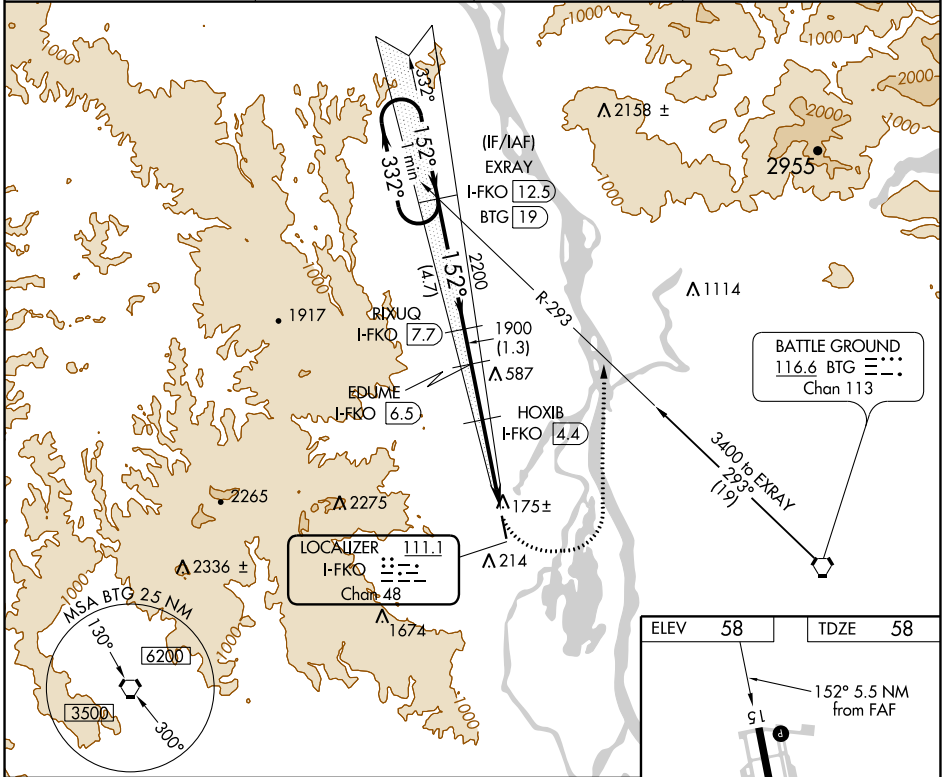 1000
1000
1000
2000
2000
1000
1000
1000
1000
332°
152°
1 min
332°
(IF/IAF)
EXRAY
I-FKO 12.5
BTG 19
2158 ±
2955
152°
(4.7)
2200
R-293
1114
1917
RIXUQ
I-FKO 7.7
1900
(1.3)
587
EDUME
I-FKO 6.5
HOXIB
I-FKO 4.4
BATTLE GROUND
116.6 BTG
Chan 113
3400 to EXRAY
293°
(19)
2265
2275
175±
LOCALIZER 111.1
I-FKO
Chan 48
214
2336 ±
1674
MSA BTG 25 NM
130°
6200
3500
300°
ELEV 58
TDZE 58
152° 5.5 NM
from FAF
15
P